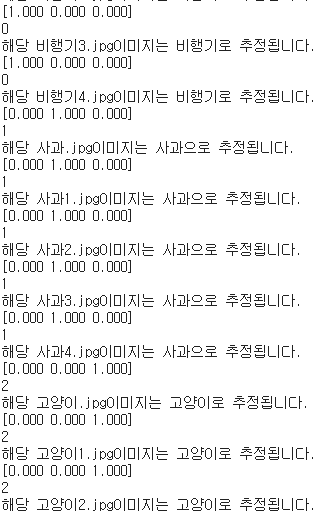 [1.000 0.000 0.000]
0
해당 비행기3.jpg이미지는 비행기로 추정됩니다.
[1.000 0.000 0.000]
0
해당 비행기4.jpg이미지는 비행기로 추정됩니다.
[0.000 1.000 0.000]
1
해당 사과.jpg이미지는 사과으로 추정됩니다.
[0.000 1.000 0.000]
1
해당 사과1.jpg이미지는 사과으로 추정됩니다.
[0.000 1.000 0.000]
1
해당 사과2.jpg이미지는 사과으로 추정됩니다.
[0.000 1.000 0.000]
1
해당 사과3.jpg이미지는 사과으로 추정됩니다.
[0.000 1.000 0.000]
1
해당 사과4.jpg이미지는 사과으로 추정됩니다.
[0.000 0.000 1.000]
2
해당 고양이.jpg이미지는 고양이로 추정됩니다.
[0.000 0.000 1.000]
2
해당 고양이1.jpg이미지는 고양이로 추정됩니다.
[0.000 0.000 1.000]
2
해당 고양이2.jpg이미지는 고양이로 추정됩니다.